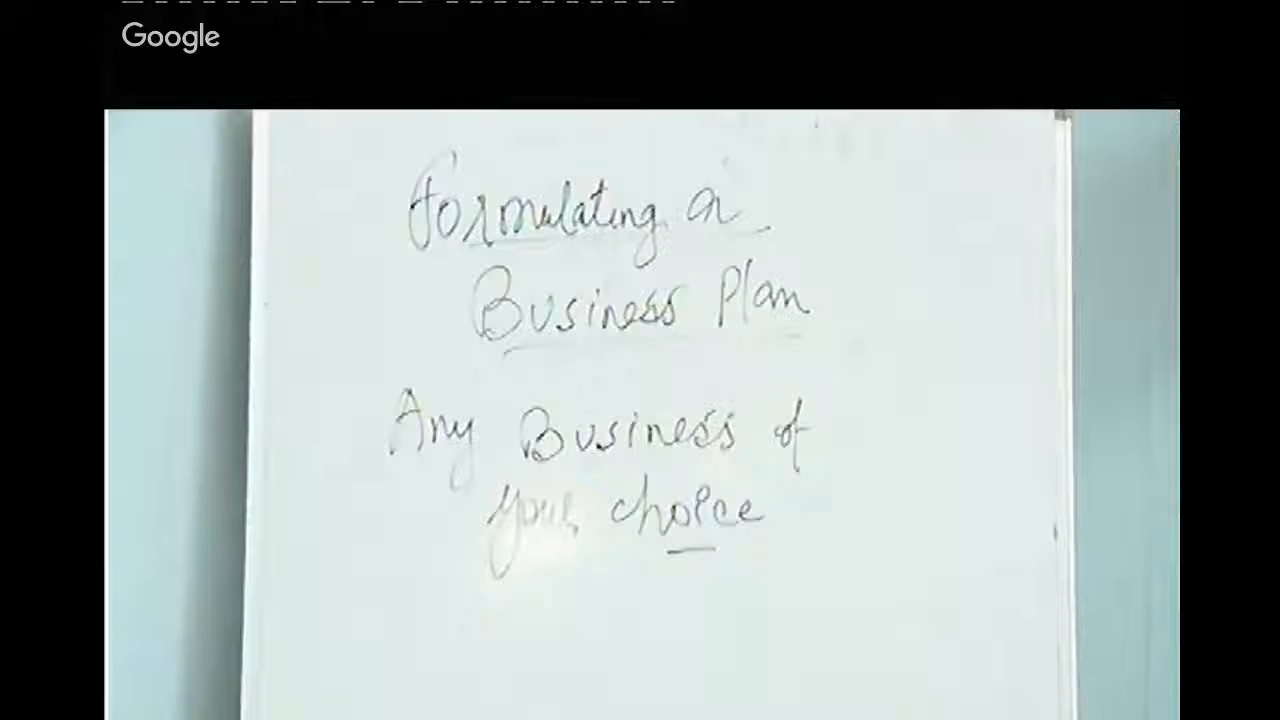 Google
Formulating a
Business Plan
Any Business of
your choice